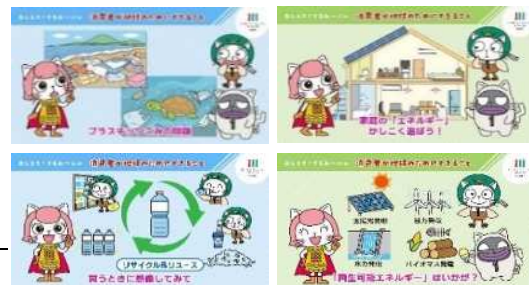 消費者が地球のためにできること
プラスチックごみの問題
消費者が地球のためにできること
家庭の「エネルギー」
かしこく選ぼう！
消費者が地球のためにできること
リサイクル&リユース
買うときに想像してみて
消費者が地球のためにできること
太陽光発電
風力発電
水力発電
バイオマス発電
「再生可能エネルギー」はいかが？